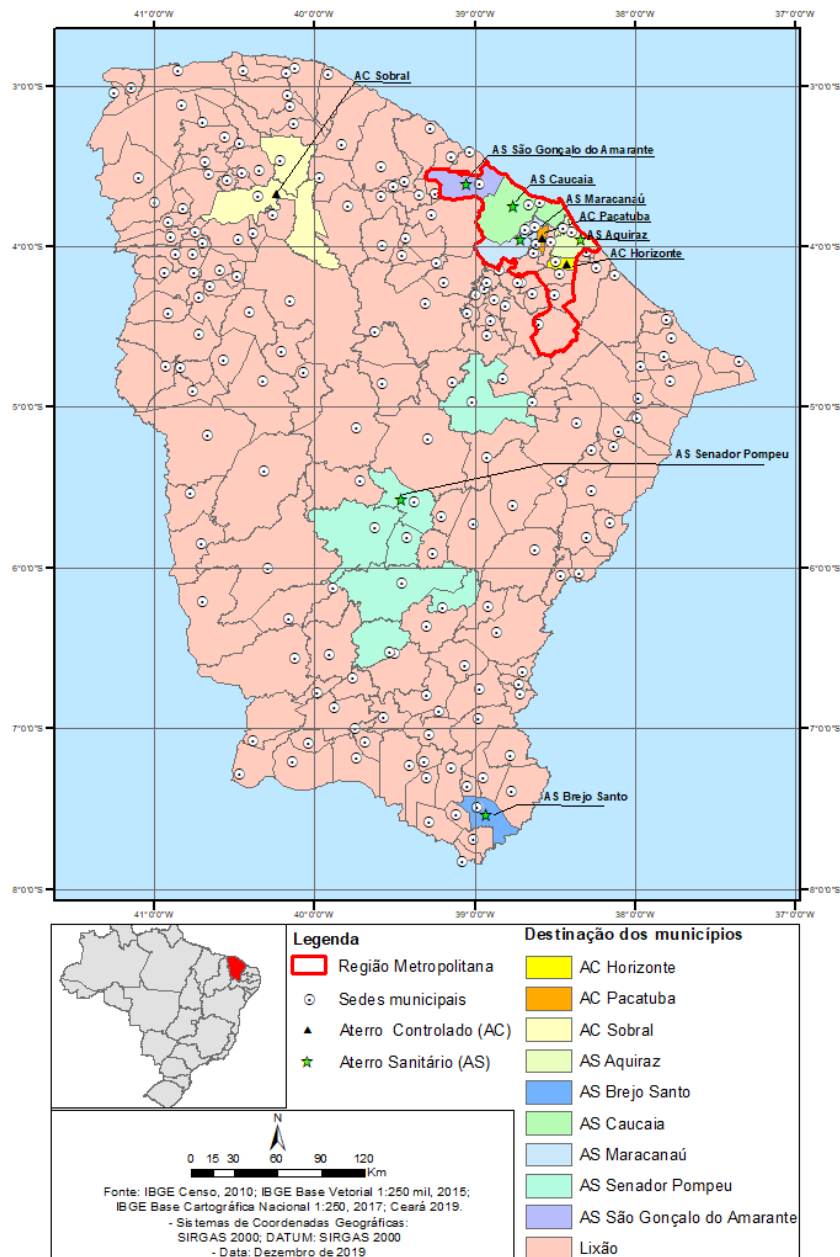 41°0'0"W 40°0'0"W 39°0'0"W 38°0'0"W 37°0'0"W
3°0'0"S 3°0'0"S
AC Sobral
AS São Gonçalo do Amarante
AS Caucaia
AS Maracanaú
AC Pacatuba
AS Aquiraz
4°0'0"S 4°0'0"S
AC Horizonte
5°0'0"S 5°0'0"S
AS Senador Pompeu
6°0'0"S 6°0'0"S
7°0'0"S 7°0'0"S
AS Brejo Santo
8°0'0"S 8°0'0"S
41°0'0"W 40°0'0"W 39°0'0"W 38°0'0"W 37°0'0"W
Legenda
Região Metropolitana
Sedes municipais
Aterro Controlado (AC)
Aterro Sanitário (AS)
Destinação dos municípios
AC Horizonte
AC Pacatuba
AC Sobral
AS Aquiraz
AS Brejo Santo
AS Caucaia
AS Maracanaú
AS Senador Pompeu
AS São Gonçalo do Amarante
Lixão
N
0 15 30 60 90 120
Km
Fonte: IBGE Censo, 2010; IBGE Base Vetorial 1:250 mil, 2015;
IBGE Base Cartográfica Nacional 1:250, 2017; Ceará 2019.
- Sistemas de Coordenadas Geográficas:
SIRGAS 2000; DATUM: SIRGAS 2000
- Data: Dezembro de 2019